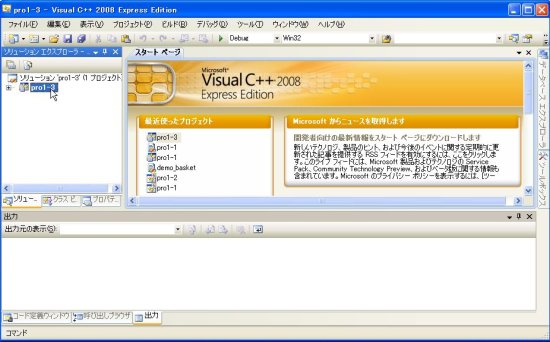 pro1-3 - Visual C++ 2008 Express Edition
ファイル(F) 編集(E) 表示(V) プロジェクト(P) ビルド(B) デバッグ(D) ツール(T) ウィンドウ(W) ヘルプ(H)
Debug Win32
ソリューション エクスプローラ - ...
スタート ページ
ソリューション 'pro1-3' (1 プロジェクト)
pro1-3
Microsoft
Visual C++ 2008
Express Edition
最近使ったプロジェクト
pro1-3
pro1-1
pro1-1
demo_basket
pro1-2
pro1-1
Microsoft からニュースを取得します
開発者向けの最新情報をスタート ページにダウンロードします
新しいテクノロジ、製品のヒント、および今後のイベントに関する定期的に更
新された記事を提供する RSS フィードを有効にするには、ここをクリックしま
す。このライブ フィードには、Microsoft 製品およびテクノロジの Service
Pack、Community Technology Preview、およびベータ版に関する情報も
含まれています。Microsoft のプライバシー ポリシーを表示するには、[ツー
データベース エクスプローラ
ツールボックス
ソリュー...
クラス ビ...
プロパテ...
出力
出力元の表示(S):
コード定義ウィンドウ
呼び出しブラウザ
出力
コマンド